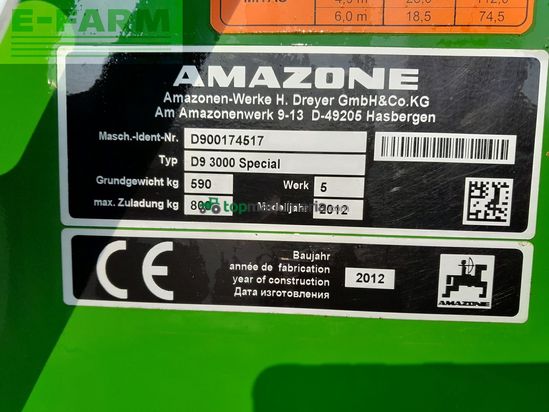 E-FARM
6,0 m 18,5 74,5
AMAZONE
Amazonen-Werke H. Dreyer GmbH&Co.KG
Am Amazonenwerk 9-13 D-49205 Hasbergen
Masch.-Ident-Nr. D900174517
Typ D9 3000 Special
Grundgewicht kg 590 Werk 5
max. Zuladung kg Modelljahr 2012
Baujahr
année de fabrication
year of construction
Дата изготовления
2012
CE
AMAZONE